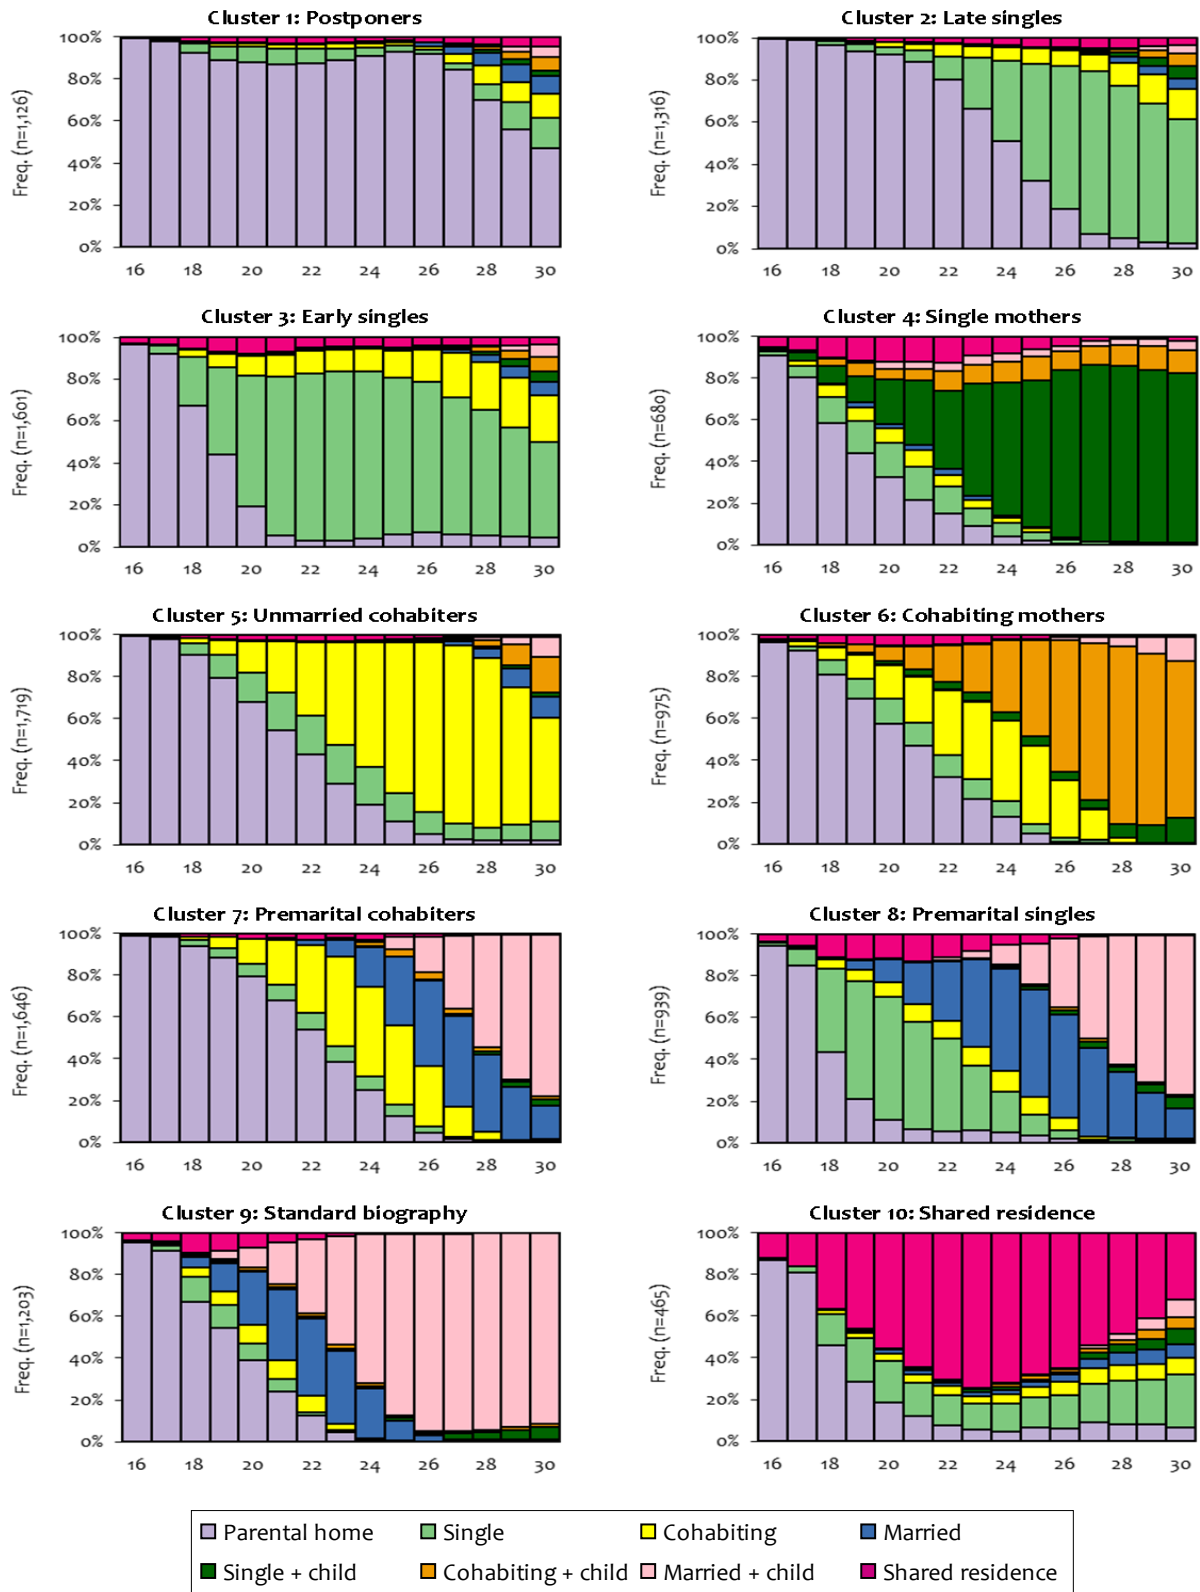 Cluster 1: Postponers
Freq. (n=1,126)
100%
80%
60%
40%
20%
0%
16 18 20 22 24 26 28 30
Cluster 2: Late singles
Freq. (n=1,316)
100%
80%
60%
40%
20%
0%
16 18 20 22 24 26 28 30
Cluster 3: Early singles
Freq. (n=1,601)
100%
80%
60%
40%
20%
0%
16 18 20 22 24 26 28 30
Cluster 4: Single mothers
Freq. (n=680)
100%
80%
60%
40%
20%
0%
16 18 20 22 24 26 28 30
Cluster 5: Unmarried cohabiters
Freq. (n=1,719)
100%
80%
60%
40%
20%
0%
16 18 20 22 24 26 28 30
Cluster 6: Cohabiting mothers
Freq. (n=975)
100%
80%
60%
40%
20%
0%
16 18 20 22 24 26 28 30
Cluster 7: Premarital cohabiters
Freq. (n=1,646)
100%
80%
60%
40%
20%
0%
16 18 20 22 24 26 28 30
Cluster 8: Premarital singles
Freq. (n=939)
100%
80%
60%
40%
20%
0%
16 18 20 22 24 26 28 30
Cluster 9: Standard biography
Freq. (n=1,203)
100%
80%
60%
40%
20%
0%
16 18 20 22 24 26 28 30
Cluster 10: Shared residence
Freq. (n=465)
100%
80%
60%
40%
20%
0%
16 18 20 22 24 26 28 30
Parental home Single Cohabiting Married
Single + child Cohabiting + child Married + child Shared residence